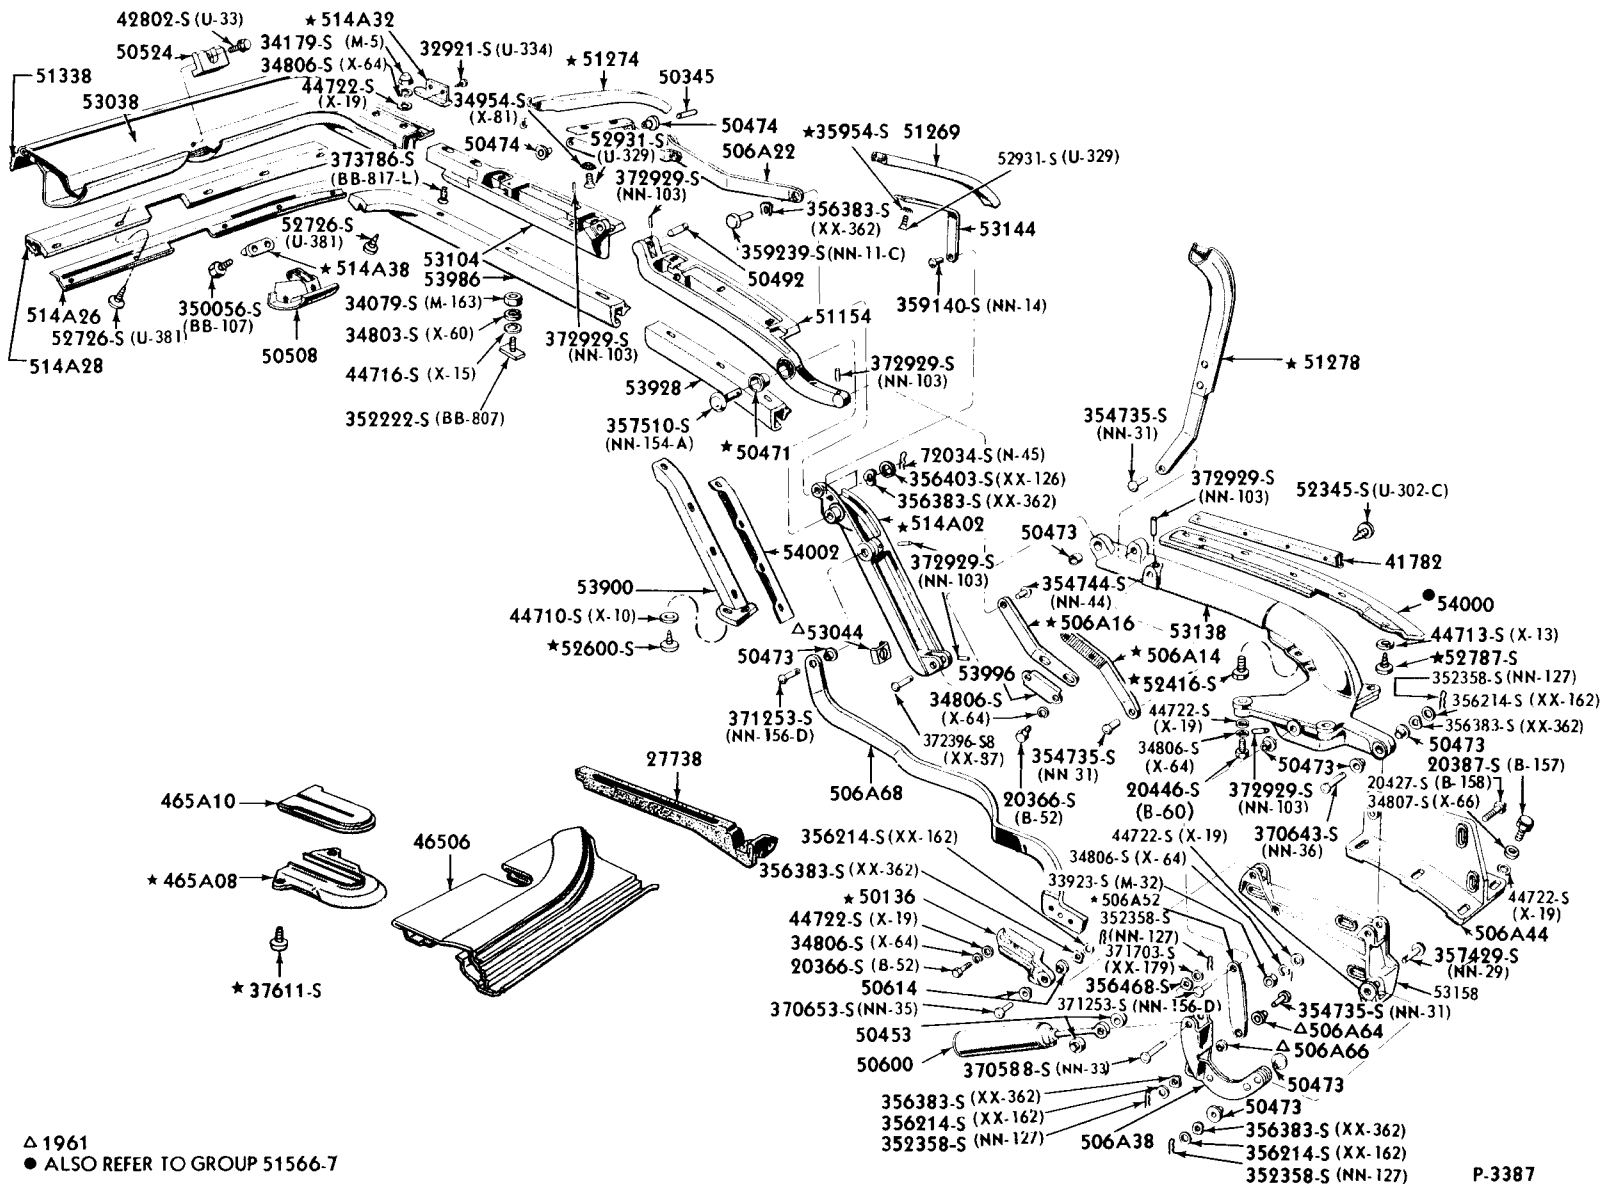 42802-S (U-33)
★ 514A32
34179-S (M-5)
32921-S (U-334)
50524
34806-S (X-64)
★ 51274
50345
51338
44722-S
(X-19)
53038
34954-S
(X-81)
50474
50474
52931-S
(U-329)
506A22
★35954-S
51269
52931-S (U-329)
373786-S
(BB-817-L)
372929-S
(NN-103)
356383-S
(XX-362)
53144
52726-S
(U-381)
359239-S (NN-11-C)
53104
★ 514A38
53986
50492
350056-S
(BB-107)
34079-S (M-163)
359140-S (NN-14)
514A26
52726-S (U-381)
34803-S (X-60)
372929-S
(NN-103)
51154
50508
514A28
44716-S (X-15)
53928
372929-S
(NN-103)
★ 51278
352222-S (BB-807)
357510-S
(NN-154-A)
★ 50471
354735-S
(NN-31)
72034-S (N-45)
356403-S (XX-126)
356383-S (XX-362)
372929-S
(NN-103)
52345-S (U-302-C)
★ 514A02
50473
54002
372929-S
(NN-103)
41782
53900
354744-S
(NN-44)
● 54000
44710-S (X-10)
△ 53044
★ 506A16
53138
★ 52600-S
50473
★ 506A14
44713-S (X-13)
★52787-S
53996
★ 52416-S
352358-S (NN-127)
34806-S
(X-64)
356214-S (XX-162)
371253-S
(NN-156-D)
44722-S
(X-19)
356383-S (XX-362)
372396-S8
(XX-87)
354735-S
(NN-31)
34806-S
(X-64)
50473
50473
20387-S (B-157)
27738
506A68
20366-S
(B-52)
20446-S
(B-60)
372929-S
(NN-103)
20427-S (B-158)
34807-S (X-66)
465A10
370643-S
(NN-36)
46506
356214-S (XX-162)
44722-S (X-19)
34806-S (X-64)
★ 465A08
356383-S (XX-362)
33923-S (M-32)
★ 50136
★ 506A52
44722-S
(X-19)
44722-S (X-19)
352358-S
(NN-127)
506A44
34806-S (X-64)
371703-S
(XX-179)
357429-S
(NN-29)
20366-S (B-52)
★ 37611-S
50614
356468-S
53158
370653-S (NN-35)
371253-S (NN-156-D)
354735-S (NN-31)
50453
△ 506A64
50600
370588-S (NN-33)
△ 506A66
50473
356383-S (XX-362)
50473
356214-S (XX-162)
356383-S (XX-362)
352358-S (NN-127)
506A38
△ 1961
356214-S (XX-162)
● ALSO REFER TO GROUP 51566-7
352358-S (NN-127)
P-3387